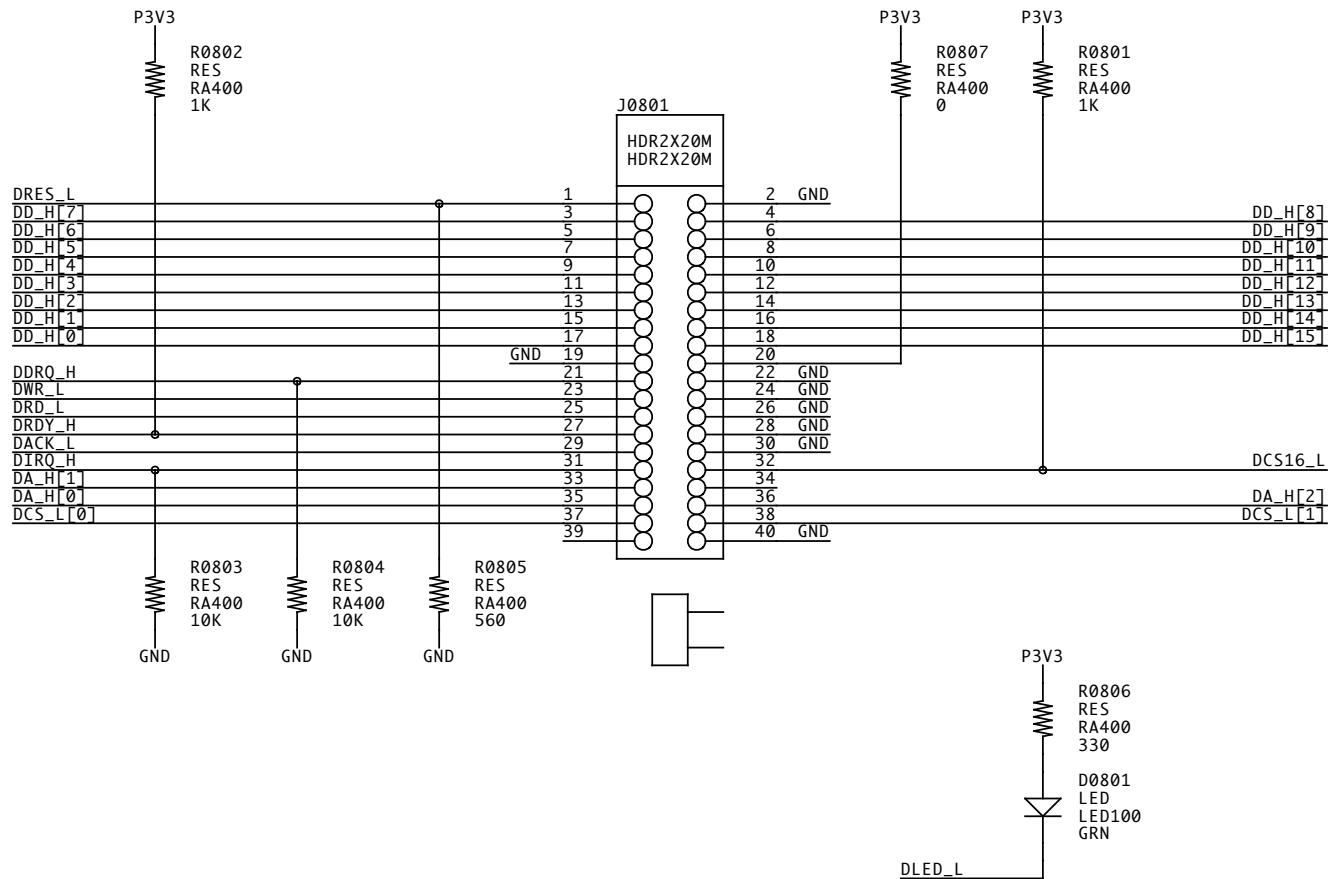 P3V3
P3V3
P3V3
R0802
RES
RA400
1K
R0807
RES
RA400
0
R0801
RES
RA400
1K
J0801
HDR2X20M
HDR2X20M
DRES_L 1 2 GND
DD_H[7] 3 4 DD_H[8]
DD_H[6] 5 6 DD_H[9]
DD_H[5] 7 8 DD_H[10]
DD_H[4] 9 10 DD_H[11]
DD_H[3] 11 12 DD_H[12]
DD_H[2] 13 14 DD_H[13]
DD_H[1] 15 16 DD_H[14]
DD_H[0] 17 18 DD_H[15]
GND 19 20
DDRQ_H 21 22 GND
DWR_L 23 24 GND
DRD_L 25 26 GND
DRDY_H 27 28 GND
DACK_L 29 30 GND
DIRQ_H 31 32 DCS16_L
DA_H[1] 33 34
DA_H[0] 35 36 DA_H[2]
DCS_L[0] 37 38 DCS_L[1]
39 40 GND
R0803
RES
RA400
10K
GND
R0804
RES
RA400
10K
GND
R0805
RES
RA400
560
GND
P3V3
R0806
RES
RA400
330
D0801
LED
LED100
GRN
DLED_L